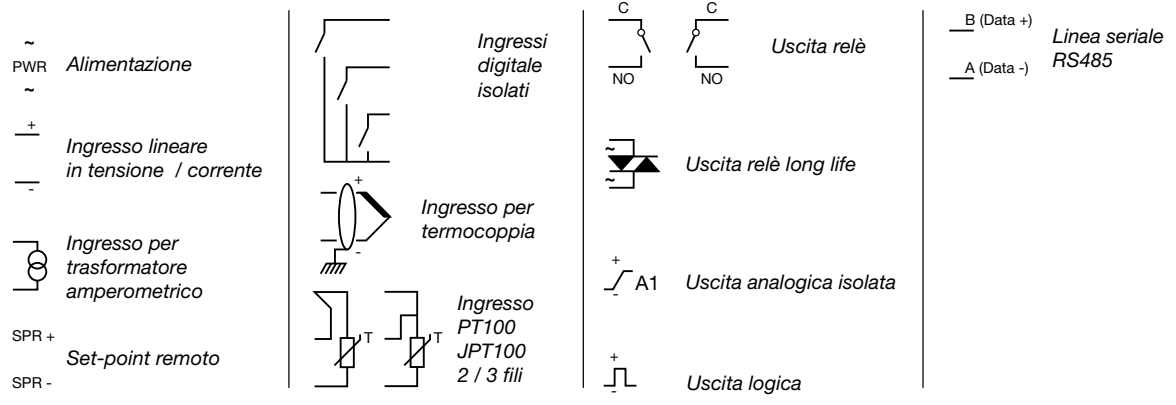 ~
PWR
~
Alimentazione
+
-
Ingresso lineare
in tensione / corrente
Ingresso per
trasformatore
amperometrico
SPR +
SPR -
Set-point remoto
Ingressi
digitale
isolati
+
-
Ingresso per
termocoppia
T
T
Ingresso
PT100
JPT100
2 / 3 fili
C
C
NO
NO
Uscita relè
~
~
Uscita relè long life
+
-
A1
Uscita analogica isolata
+
-
Uscita logica
B (Data +)
A (Data -)
Linea seriale
RS485